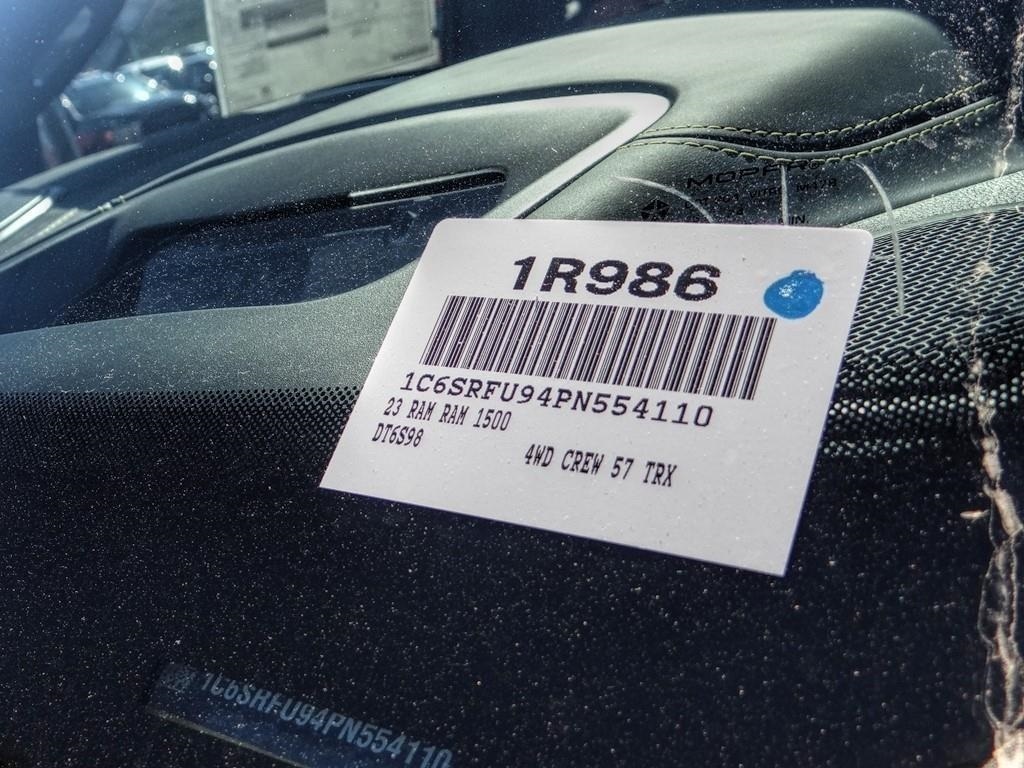 MOPAR
1R986
1C6SRFU94PN554110
23 RAM RAM 1500
DT6S98
4WD CREW 57 TRX
1C6SRFU94PN554110